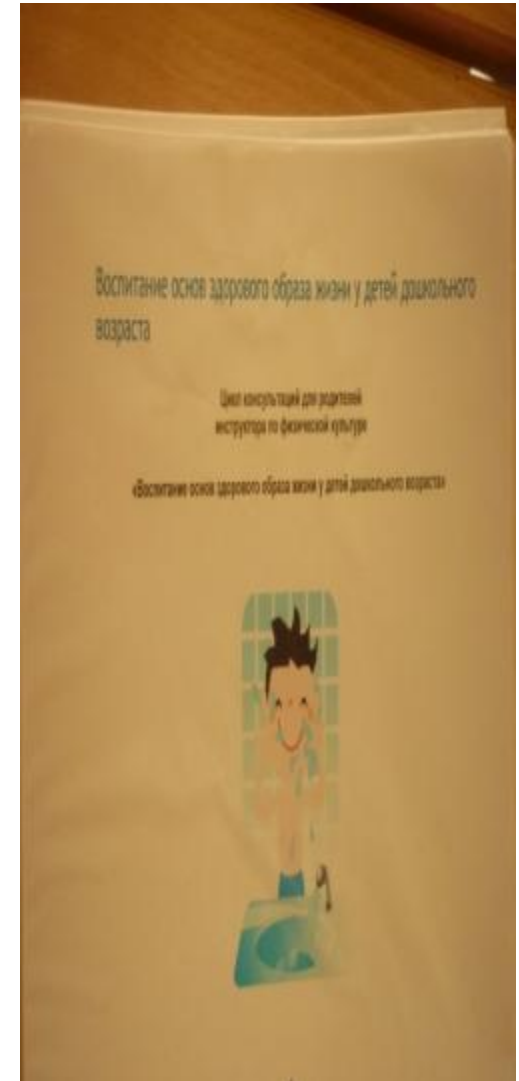 Воспитание основ здорового образа жизни у детей дошкольного
возраста
Цикл консультаций для родителей
инструктора по физической культуре
«Воспитание основ здорового образа жизни у детей дошкольного возраста»